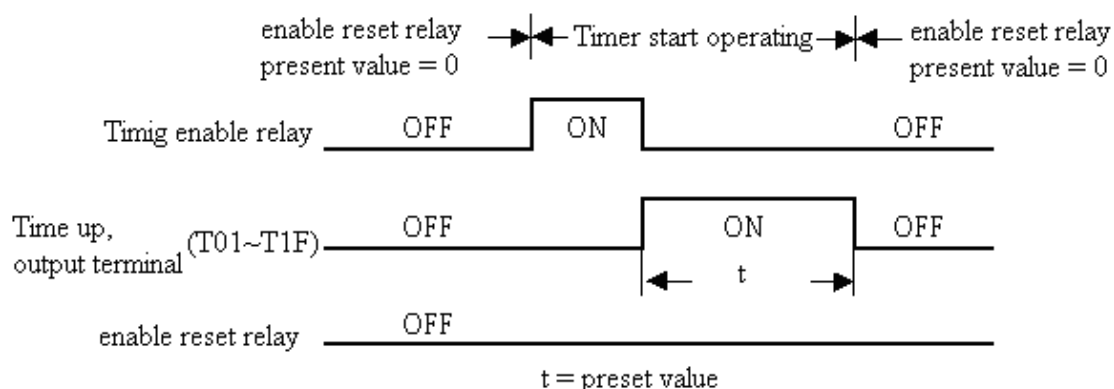 enable reset relay
present value = 0
Timer start operating
enable reset relay
present value = 0
Timig enable relay
OFF
ON
OFF
Time up,
output terminal
(T01~T1F)
OFF
ON
OFF
t
enable reset relay
OFF
t = preset value